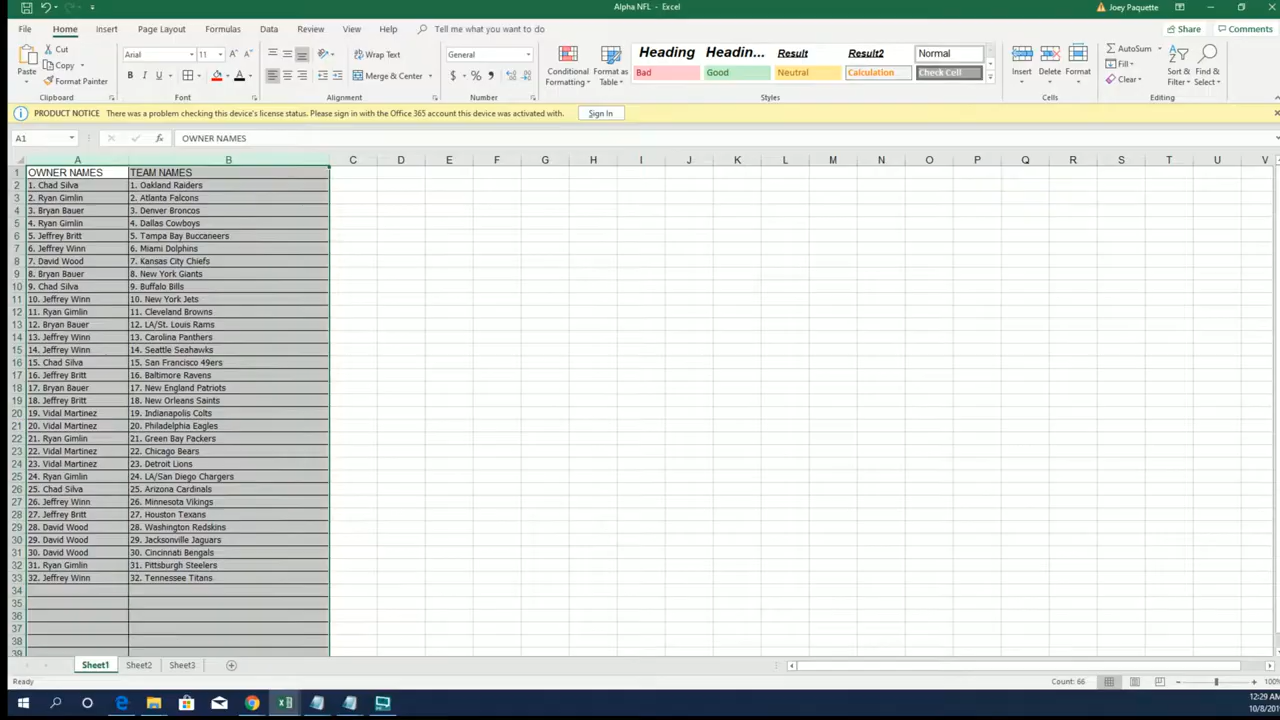 Alpha NFL - Excel
Joey Paquette
File Home Insert Page Layout Formulas Data Review View Help Tell me what you want to do Share Comments
Paste Cut Copy Format Painter Clipboard
Arial 11 B I U A Font
Wrap Text Merge & Center Alignment
General $ % Number
Conditional Formatting Format as Table
Heading Headin... Result Result2 Normal
Bad Good Neutral Calculation Check Cell
Styles
Insert Delete Format Cells
AutoSum Fill Clear Sort & Filter Find & Select Editing
PRODUCT NOTICE There was a problem checking this device's license status. Please sign in with the Office 365 account this device was activated with. Sign In
A1 fx OWNER NAMES
A B C D E F G H I J K L M N O P Q R S T U V
1 OWNER NAMES TEAM NAMES
2 1. Chad Silva 1. Oakland Raiders
3 2. Ryan Gimlin 2. Atlanta Falcons
4 3. Bryan Bauer 3. Denver Broncos
5 4. Ryan Gimlin 4. Dallas Cowboys
6 5. Jeffrey Britt 5. Tampa Bay Buccaneers
7 6. Jeffrey Winn 6. Miami Dolphins
8 7. David Wood 7. Kansas City Chiefs
9 8. Bryan Bauer 8. New York Giants
10 9. Chad Silva 9. Buffalo Bills
11 10. Jeffrey Winn 10. New York Jets
12 11. Ryan Gimlin 11. Cleveland Browns
13 12. Bryan Bauer 12. LA/St. Louis Rams
14 13. Jeffrey Winn 13. Carolina Panthers
15 14. Jeffrey Winn 14. Seattle Seahawks
16 15. Chad Silva 15. San Francisco 49ers
17 16. Jeffrey Britt 16. Baltimore Ravens
18 17. Bryan Bauer 17. New England Patriots
19 18. Jeffrey Britt 18. New Orleans Saints
20 19. Vidal Martinez 19. Indianapolis Colts
21 20. Vidal Martinez 20. Philadelphia Eagles
22 21. Ryan Gimlin 21. Green Bay Packers
23 22. Vidal Martinez 22. Chicago Bears
24 23. Vidal Martinez 23. Detroit Lions
25 24. Ryan Gimlin 24. LA/San Diego Chargers
26 25. Chad Silva 25. Arizona Cardinals
27 26. Jeffrey Winn 26. Minnesota Vikings
28 27. Jeffrey Britt 27. Houston Texans
29 28. David Wood 28. Washington Redskins
30 29. David Wood 29. Jacksonville Jaguars
31 30. David Wood 30. Cincinnati Bengals
32 31. Ryan Gimlin 31. Pittsburgh Steelers
33 32. Jeffrey Winn 32. Tennessee Titans
34
35
36
37
38
39
Sheet1 Sheet2 Sheet3
Ready Count: 66 100%
12:29 AM
10/8/20